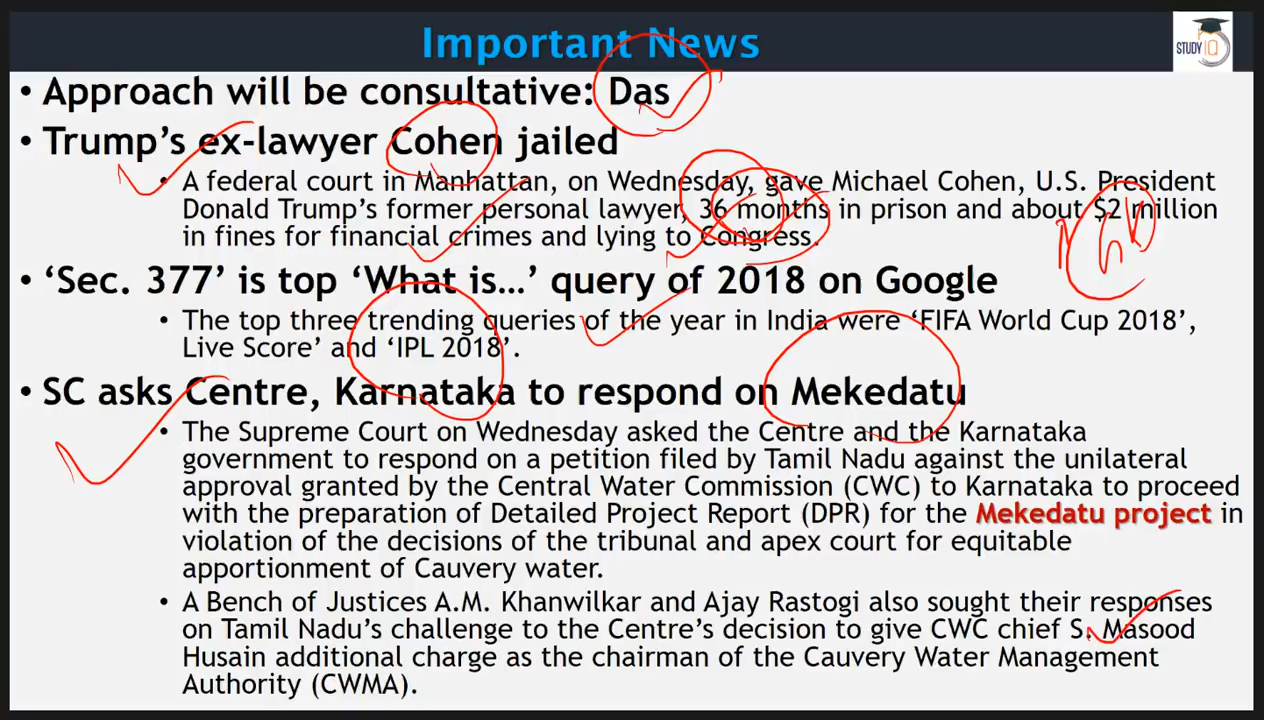 Important News
STUDY IQ
• Approach will be consultative: Das
• Trump’s ex-lawyer Cohen jailed
• A federal court in Manhattan, on Wednesday, gave Michael Cohen, U.S. President
Donald Trump’s former personal lawyer, 36 months in prison and about $2 million
in fines for financial crimes and lying to Congress.
• ‘Sec. 377’ is top ‘What is…’ query of 2018 on Google
• The top three trending queries of the year in India were ‘FIFA World Cup 2018’,
Live Score’ and ‘IPL 2018’.
• SC asks Centre, Karnataka to respond on Mekedatu
• The Supreme Court on Wednesday asked the Centre and the Karnataka
government to respond on a petition filed by Tamil Nadu against the unilateral
approval granted by the Central Water Commission (CWC) to Karnataka to proceed
with the preparation of Detailed Project Report (DPR) for the Mekedatu project in
violation of the decisions of the tribunal and apex court for equitable
apportionment of Cauvery water.
• A Bench of Justices A.M. Khanwilkar and Ajay Rastogi also sought their responses
on Tamil Nadu’s challenge to the Centre’s decision to give CWC chief S. Masood
Husain additional charge as the chairman of the Cauvery Water Management
Authority (CWMA).